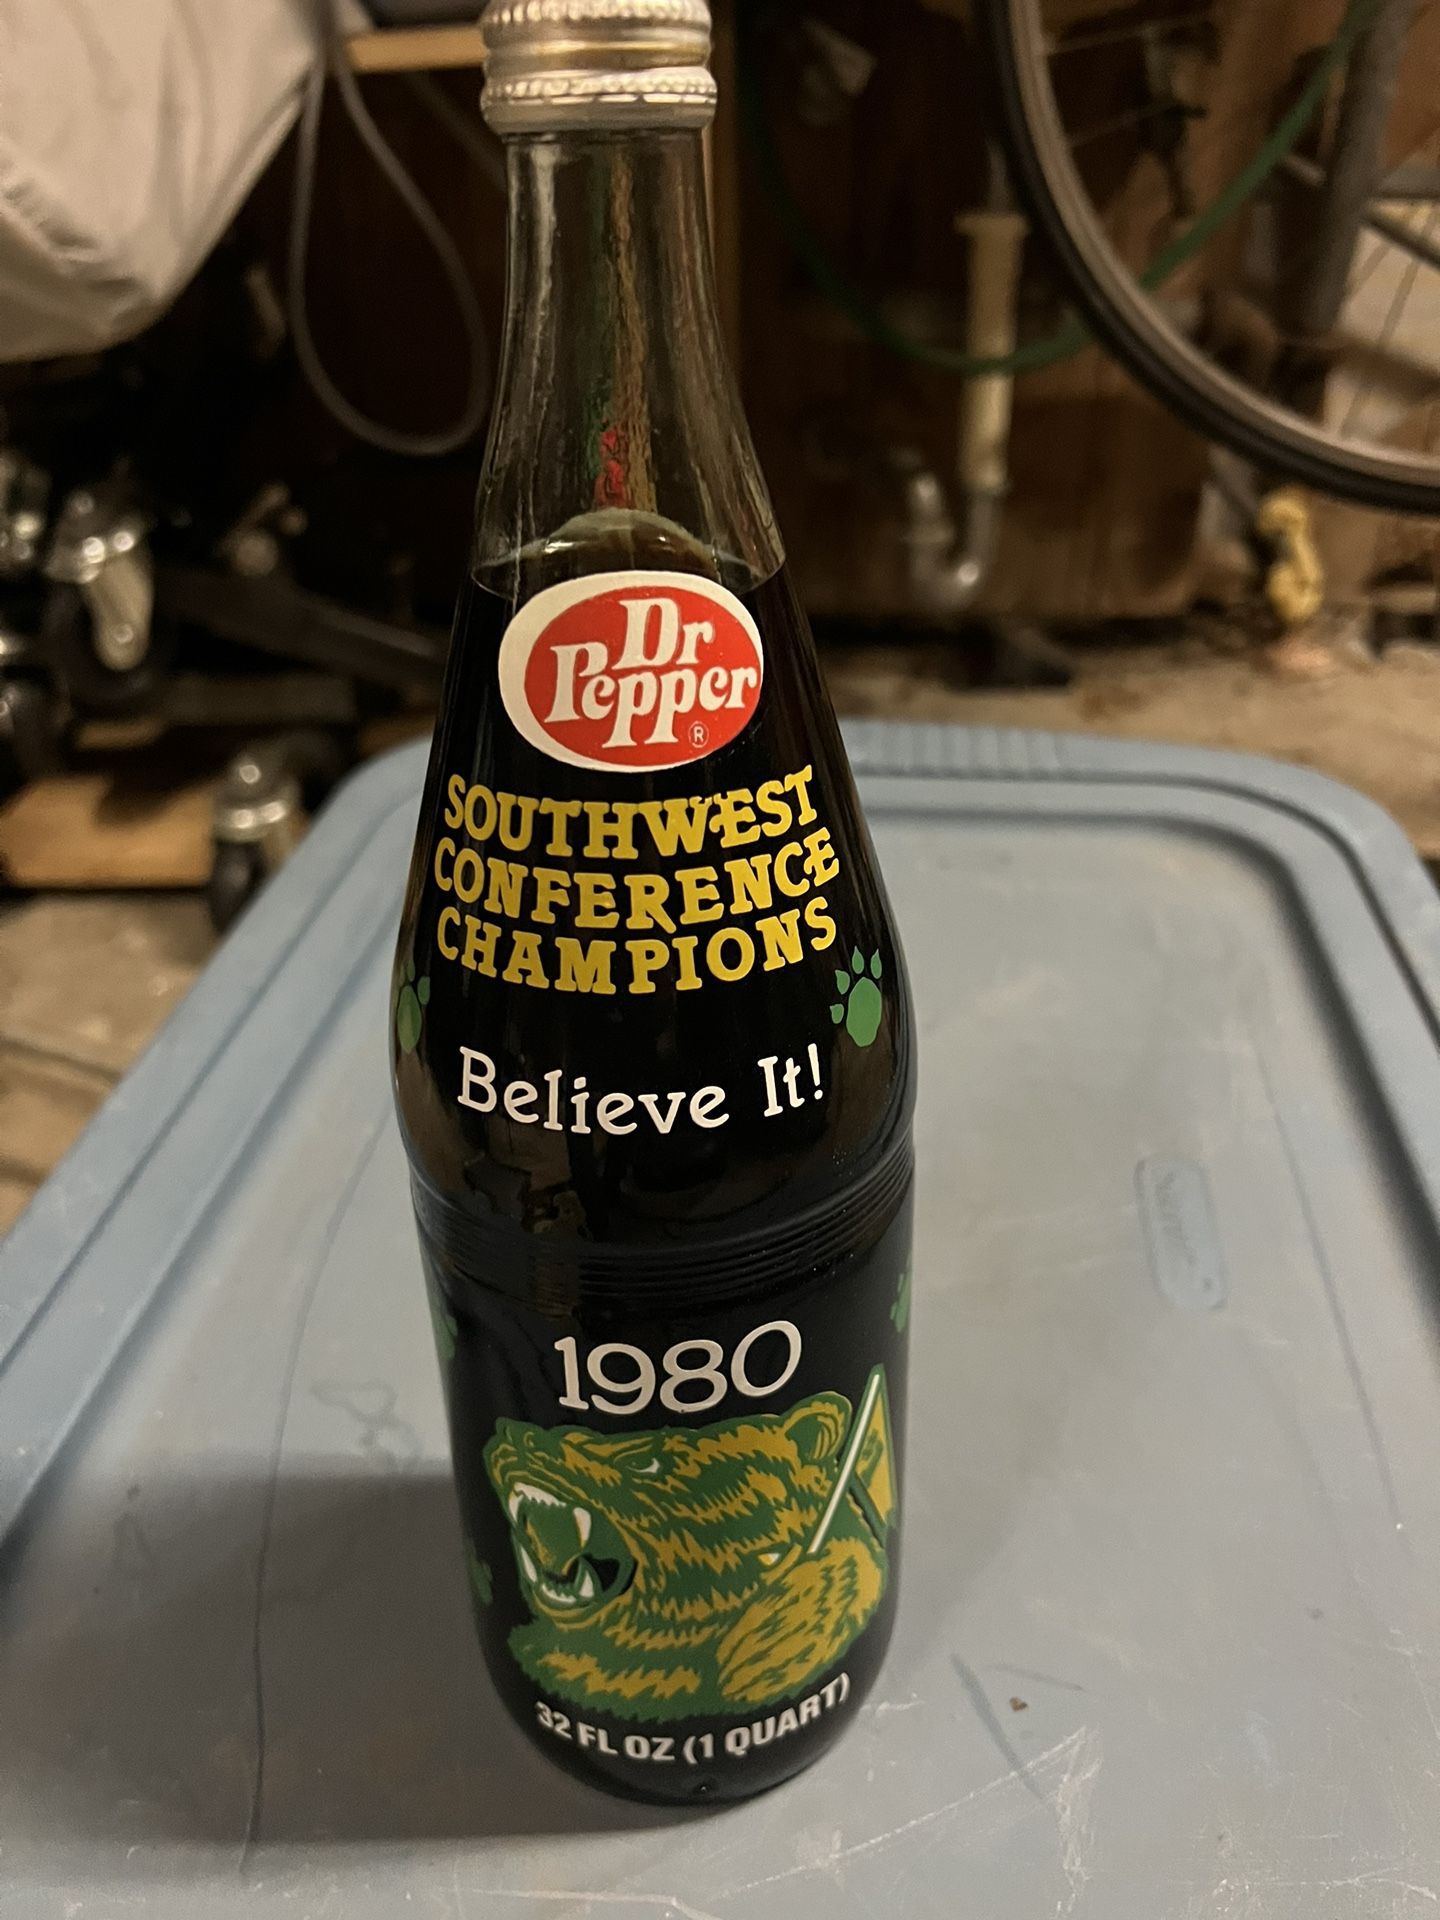 Dr
Pepper
®
SOUTHWEST
CONFERENCE
CHAMPIONS
Believe It!
1980
32 FL OZ (1 QUART)